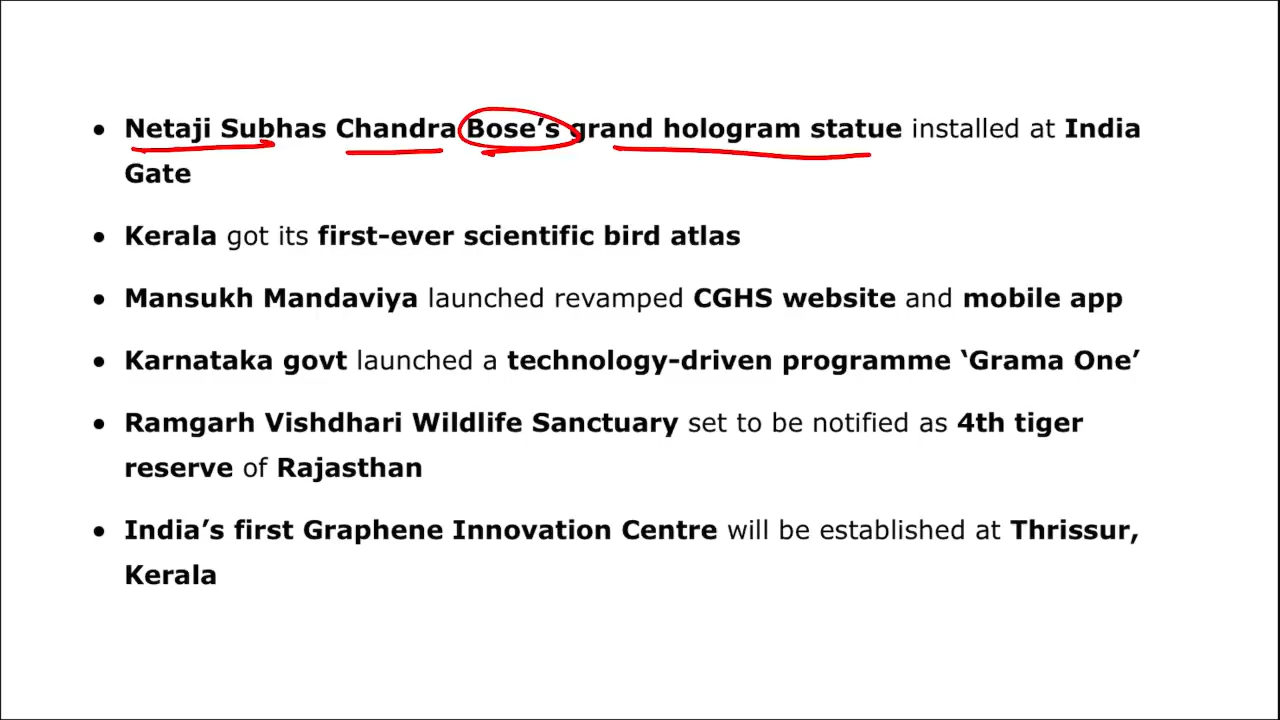 • Netaji Subhas Chandra Bose’s grand hologram statue installed at India
Gate
• Kerala got its first-ever scientific bird atlas
• Mansukh Mandaviya launched revamped CGHS website and mobile app
• Karnataka govt launched a technology-driven programme ‘Grama One’
• Ramgarh Vishdhari Wildlife Sanctuary set to be notified as 4th tiger
reserve of Rajasthan
• India’s first Graphene Innovation Centre will be established at Thrissur,
Kerala